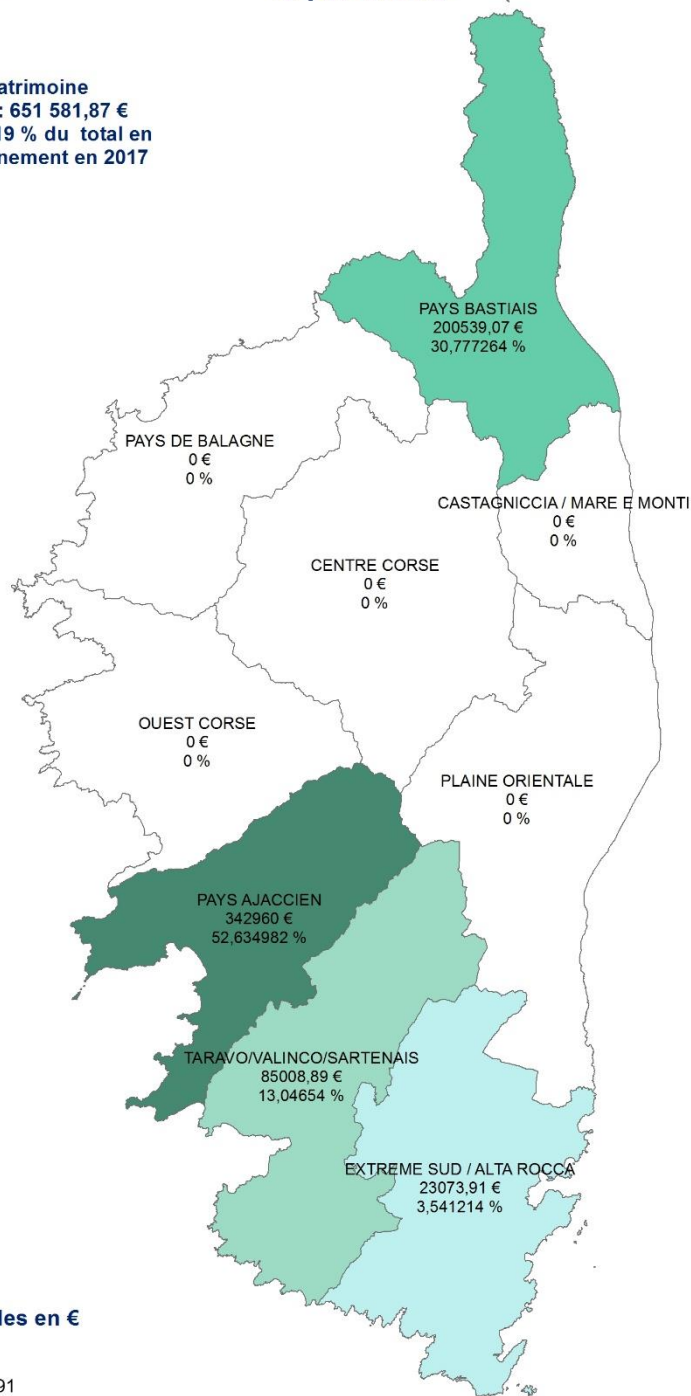 atrimoine
: 651 581,87 €
19 % du total en
nement en 2017
PAYS BASTIAIS
200539,07 €
30,777264 %
PAYS DE BALAGNE
0 €
0 %
CASTAGNICCIA / MARE E MONTI
0 €
0 %
CENTRE CORSE
0 €
0 %
OUEST CORSE
0 €
0 %
PLAINE ORIENTALE
0 €
0 %
PAYS AJACCIEN
342960 €
52,634982 %
TARAVO/VALINCO/SARTENAIS
85008,89 €
13,04654 %
EXTREME SUD / ALTA ROCCA
23073,91 €
3,541214 %
les en €
91